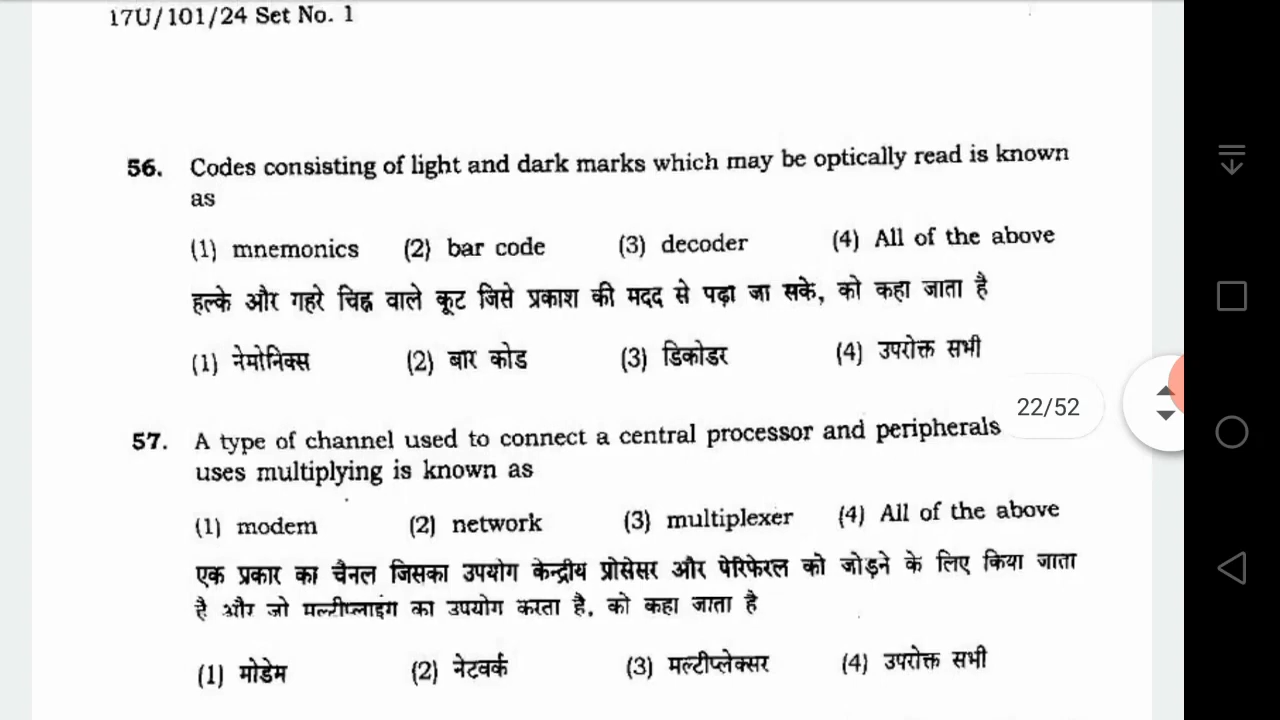 17U/101/24 Set No. 1
56. Codes consisting of light and dark marks which may be optically read is known
as
(1) mnemonics (2) bar code (3) decoder (4) All of the above
हल्के और गहरे चिह्न वाले कूट जिसे प्रकाश की मदद से पढ़ा जा सके, को कहा जाता है
(1) नेमोनिक्स (2) बार कोड (3) डिकोडर (4) उपरोक्त सभी
22/52
57. A type of channel used to connect a central processor and peripherals
uses multiplying is known as
(1) modem (2) network (3) multiplexer (4) All of the above
एक प्रकार का चैनल जिसका उपयोग केन्द्रीय प्रोसेसर और पेरिफेरल को जोड़ने के लिए किया जाता
है और जो मल्टीप्लाइंग का उपयोग करता है, को कहा जाता है
(1) मोडेम (2) नेटवर्क (3) मल्टीप्लेक्सर (4) उपरोक्त सभी